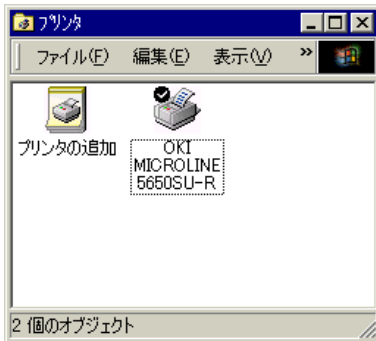 プリンタ
ファイル(F) 編集(E) 表示(V) »
プリンタの追加
OKI
MICROLINE
5650SU-R
2 個のオブジェクト